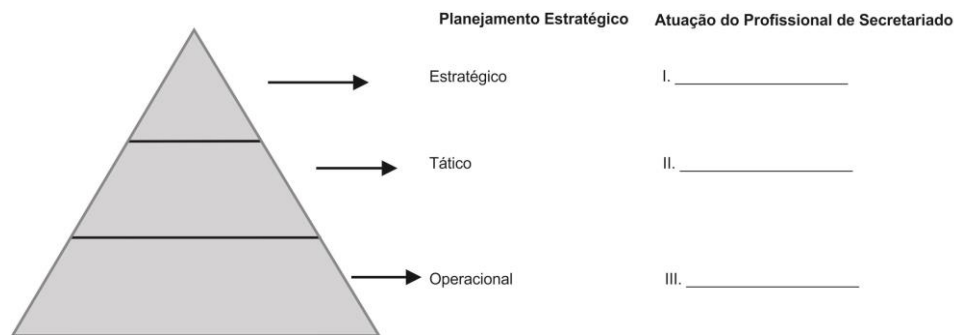 Planejamento Estratégico Atuação do Profissional de Secretariado
Estratégico I. ____________________
Tático II. ____________________
Operacional III. ____________________